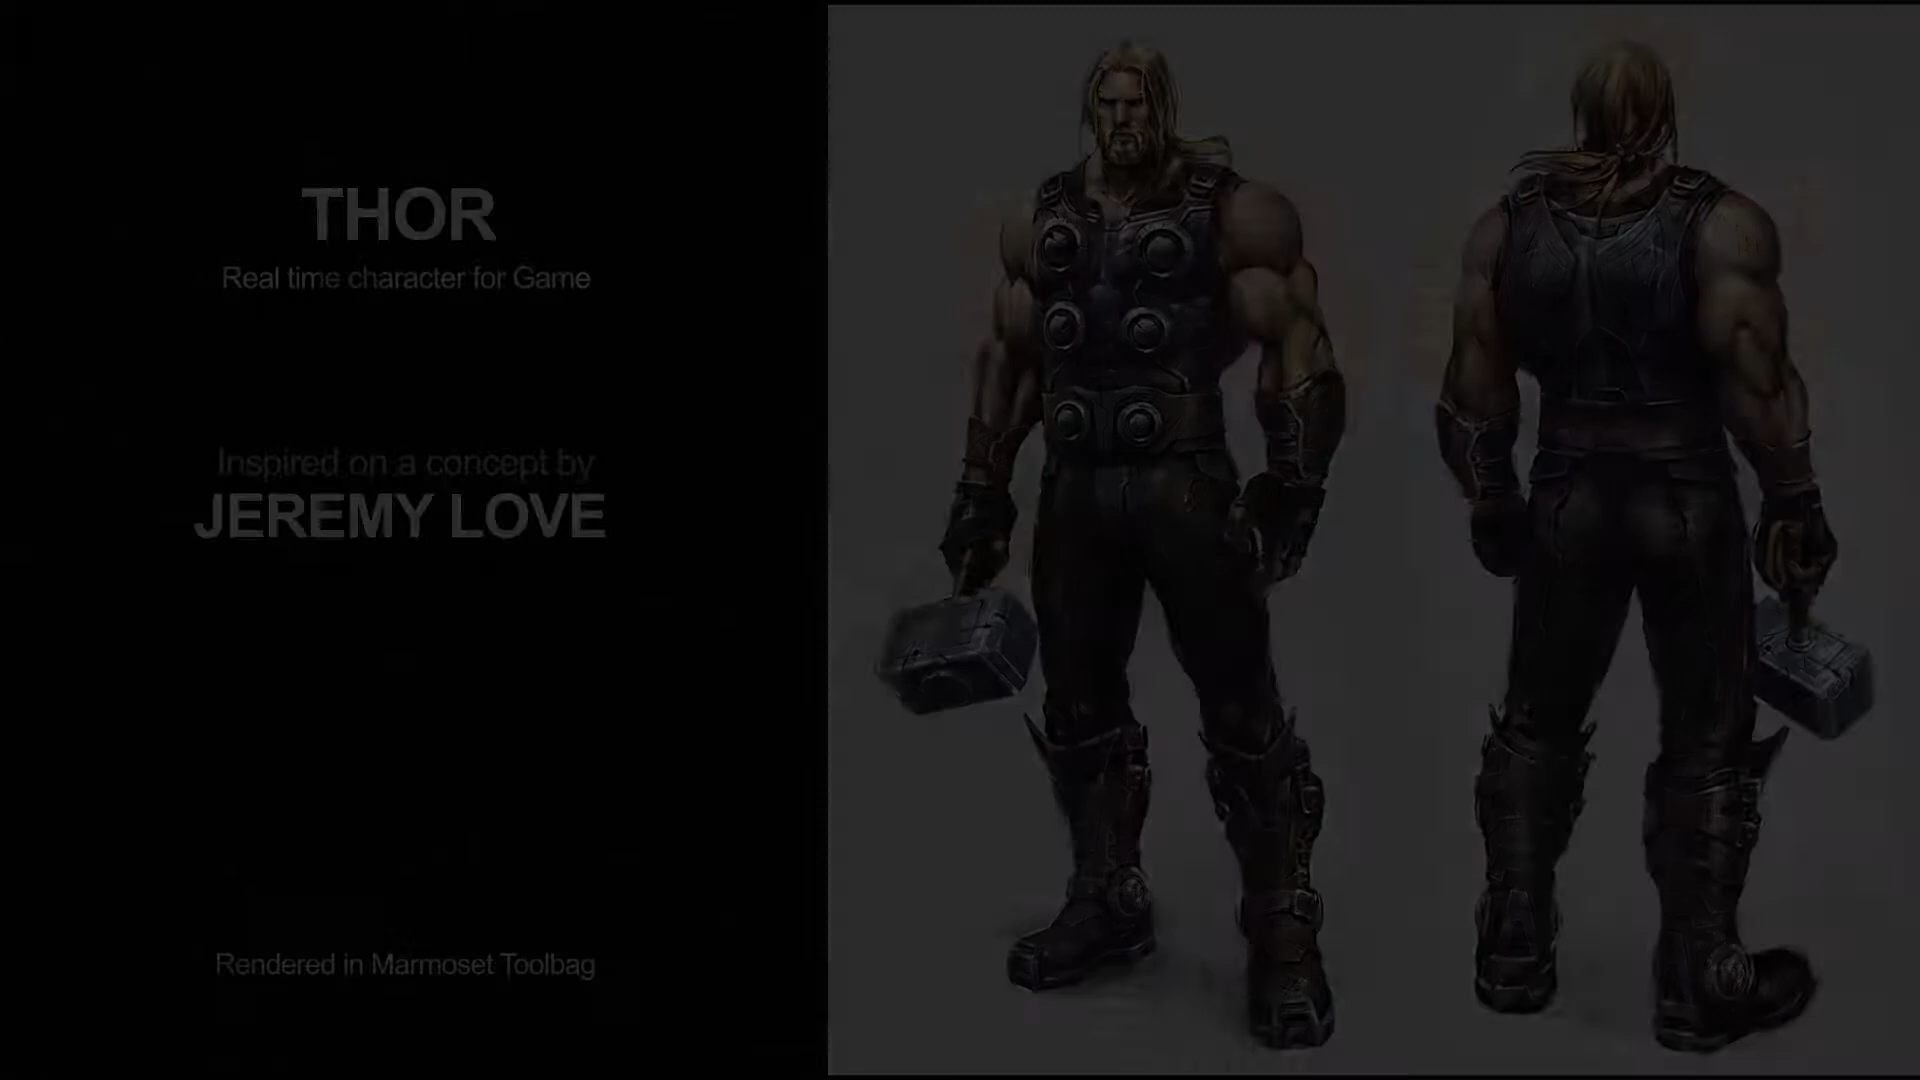 THOR
Real time character for Game
Inspired on a concept by
JEREMY LOVE
Rendered in Marmoset Toolbag